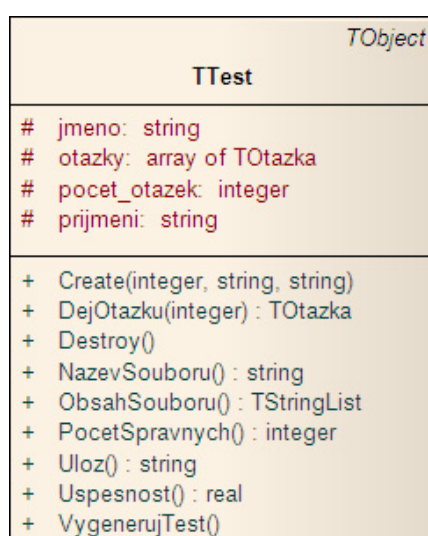 TObject
TTest
# jmeno: string
# otazky: array of TOtazka
# pocet_otazek: integer
# prijmeni: string
+ Create(integer, string, string)
+ DejOtazku(integer) : TOtazka
+ Destroy()
+ NazevSouboru() : string
+ ObsahSouboru() : TStringList
+ PocetSpravnych() : integer
+ Uloz() : string
+ Uspesnost() : real
+ VygenerujTest()